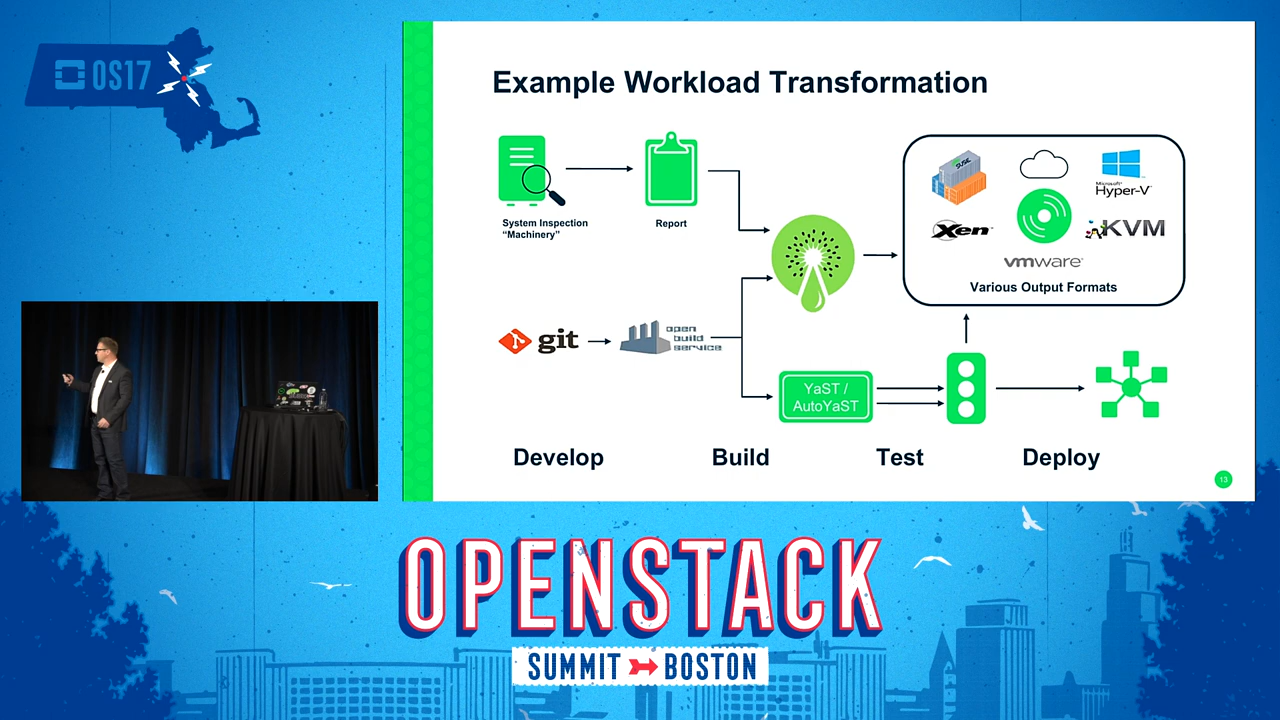 OS17
Example Workload Transformation
System Inspection
“Machinery”
Report
SUSE
Microsoft®
Hyper-V
Xen
KVM
vmware®
Various Output Formats
git
open
build
service
YaST /
AutoYaST
Develop
Build
Test
Deploy
13
OPENSTACK
SUMMIT BOSTON